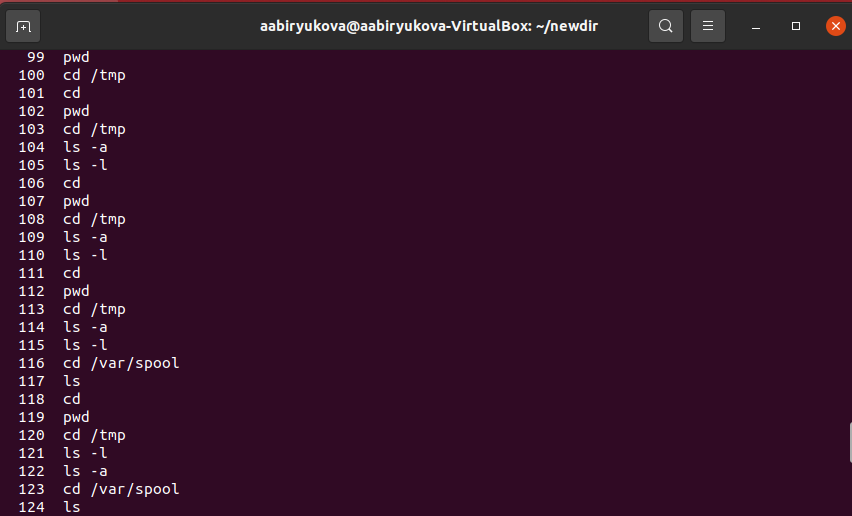 aabiryukova@aabiryukova-VirtualBox: ~/newdir
99 pwd
100 cd /tmp
101 cd
102 pwd
103 cd /tmp
104 ls -a
105 ls -l
106 cd
107 pwd
108 cd /tmp
109 ls -a
110 ls -l
111 cd
112 pwd
113 cd /tmp
114 ls -a
115 ls -l
116 cd /var/spool
117 ls
118 cd
119 pwd
120 cd /tmp
121 ls -l
122 ls -a
123 cd /var/spool
124 ls